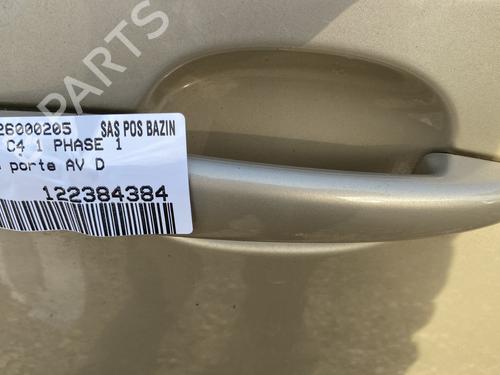 26000205 SAS POS BAZIN
C4 1 PHASE 1
porte AV D
122384384
B-PARTS